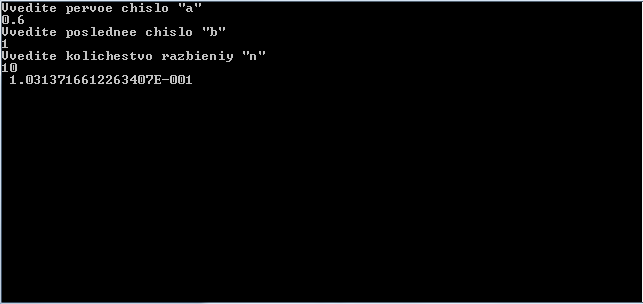 Vvedite pervoe chislo "a"
0.6
Vvedite poslednee chislo "b"
1
Vvedite kolichestvo razbieniy "n"
10
1.0313716612263407E-001